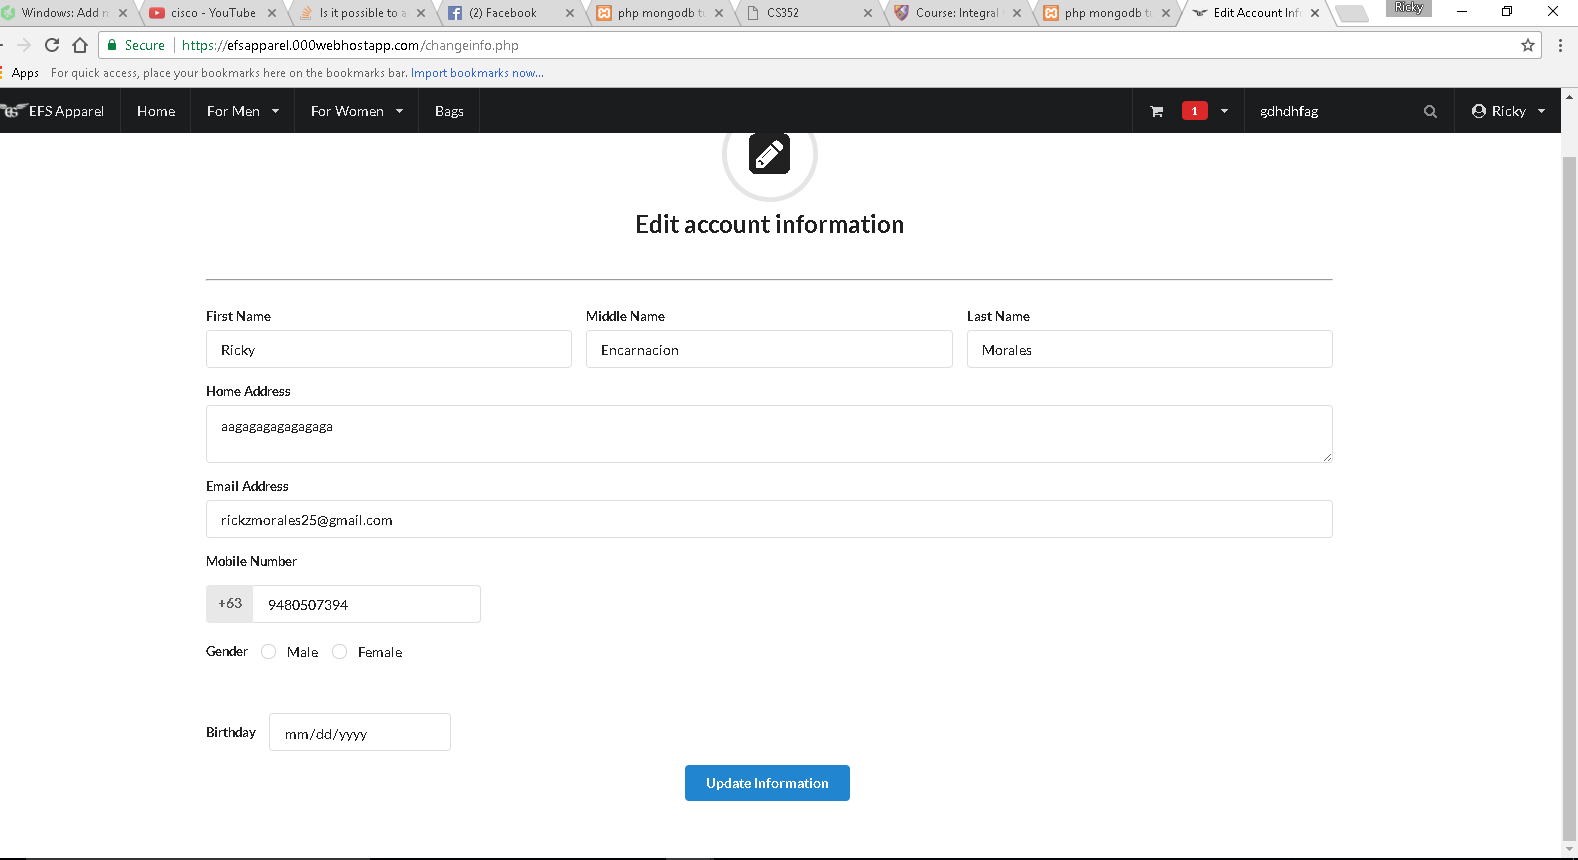 Windows: Add m cisco - YouTube Is it possible to a (2) Facebook php mongodb tu CS352 Course: Integral php mongodb tu Edit Account Info Ricky
Secure https://efsapparel.000webhostapp.com/changeinfo.php
Apps For quick access, place your bookmarks here on the bookmarks bar. Import bookmarks now...
EFS Apparel Home For Men For Women Bags 1 gdhdhfag Ricky
Edit account information
First Name Middle Name Last Name
Ricky Encarnacion Morales
Home Address
aagagagagagagaga
Email Address
rickzmorales25@gmail.com
Mobile Number
+63 9480507394
Gender Male Female
Birthday mm/dd/yyyy
Update Information